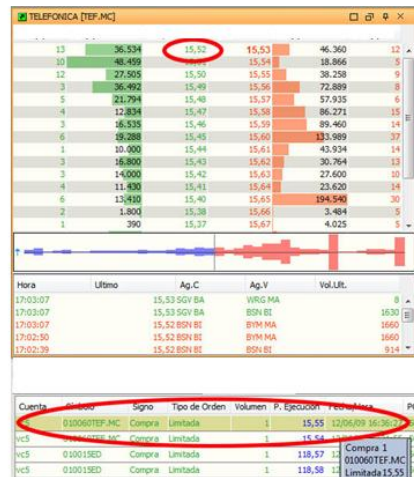 TELEFONICA [TEF.MC]
13 36.534 15,52 15,53 46.360 12
10 48.459 15,54 18.866 5
12 27.505 15,50 15,55 38.258 9
3 36.492 15,49 15,56 72.889 8
5 21.794 15,48 15,57 57.935 6
4 12.834 15,47 15,58 86.271 15
3 16.535 15,46 15,59 89.460 14
6 19.288 15,45 15,60 133.989 37
1 10.000 15,44 15,61 43.934 14
3 16.800 15,43 15,62 30.764 13
3 14.000 15,42 15,63 27.600 10
4 11.430 15,41 15,64 23.620 14
6 13.410 15,40 15,65 194.540 30
2 1.800 15,38 15,66 3.484 5
1 390 15,37 15,67 4.025 5
Hora Ultimo Ag.C Ag.V Vol.Ult.
17:03:07 15,53 SGV BA WRG MA 8
17:03:07 15,53 SGV BA BSN BI 1630
17:03:07 15,52 BSN BI BYM MA 1660
17:02:50 15,52 BSN BI BYM MA 1660
17:02:39 15,52 BSN BI BSN BI 914
Cuenta Signo Tipo de Orden Volumen P. Ejecución
vc5 010060TEF.MC Compra Limitada 1 15,55 12/06/09 16:36:27
vc5 Compra Limitada 1 15,54
vc5 010015ED Compra Limitada 1 118,57 12/0
vc5 010015ED Compra Limitada 1 118,58 12/0
Compra 1
010060TEF.MC
Limitada 15,55